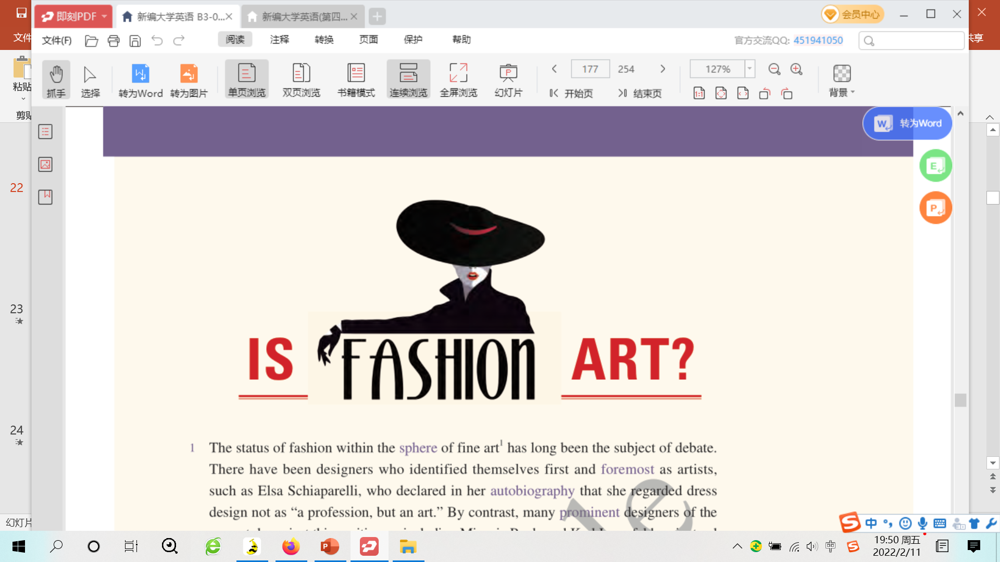 即刻PDF
新编大学英语 B3-0...
新编大学英语(第四...
会员中心
文件
文件(F)
阅读
注释
转换
页面
保护
帮助
官方交流QQ: 451941050
共享
粘贴
抓手
选择
转为Word
转为图片
单页浏览
双页浏览
书籍模式
连续浏览
全屏浏览
幻灯片
177
254
开始页
结束页
127%
1:1
背景
剪贴
转为Word
22
23
24
IS FASHION ART?
1 The status of fashion within the sphere of fine art1 has long been the subject of debate.
There have been designers who identified themselves first and foremost as artists,
such as Elsa Schiaparelli, who declared in her autobiography that she regarded dress
design not as “a profession, but an art.” By contrast, many prominent designers of the
幻灯片
中
中
19:50 周五
2022/2/11